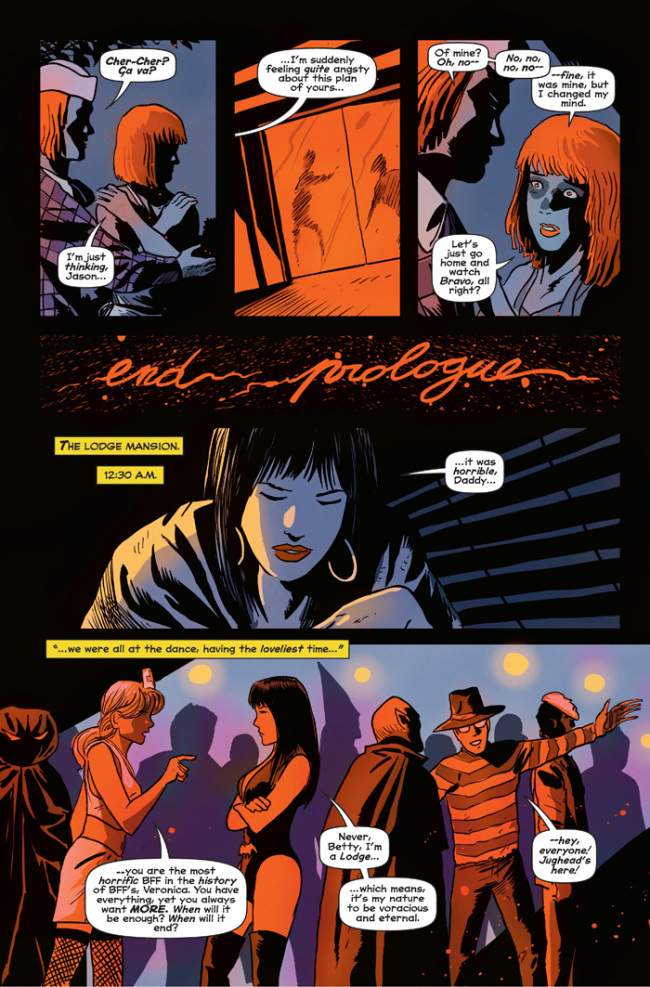 Cher-Cher?
Ça va?
I'm just
thinking,
Jason...
...I'm suddenly
feeling quite angsty
about this plan
of yours...
Of mine?
Oh, no--
No, no,
no, no--
--fine, it
was mine, but
I changed my
mind.
Let's
just go
home and
watch
Bravo, all
right?
end prologue
THE LODGE MANSION.
12:30 A.M.
...it was
horrible,
Daddy...
"...we were all at the dance, having the loveliest time..."
--you are the most
horrific BFF in the history
of BFF's, Veronica. You have
everything, yet you always
want MORE. When will it
be enough? When will it
end?
Never,
Betty, I'm
a Lodge...
...which means,
it's my nature
to be voracious
and eternal.
--hey,
everyone!
Jughead's
here!